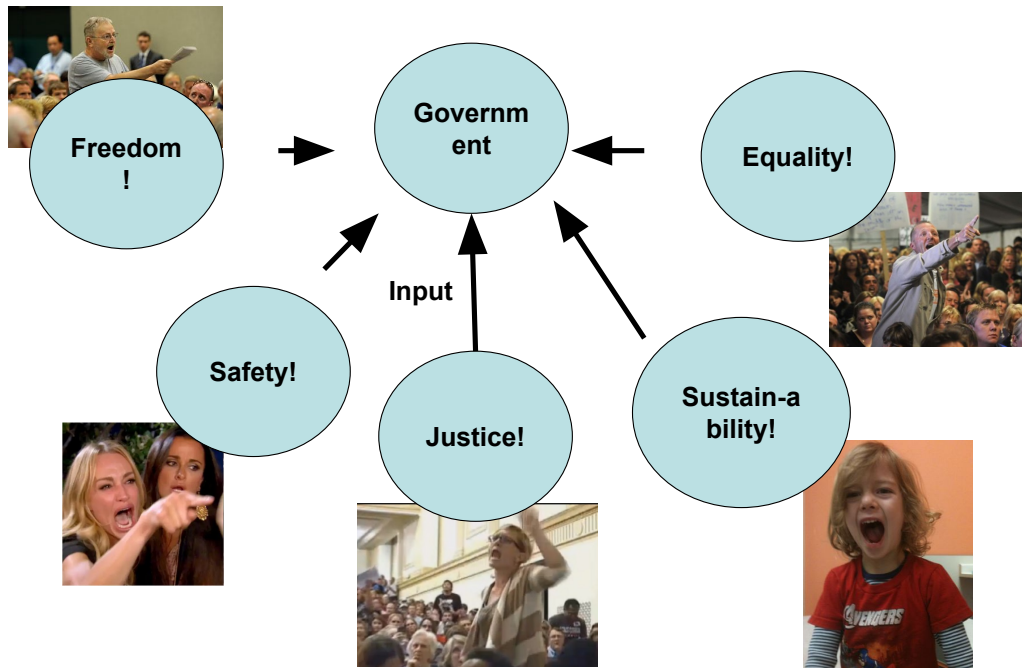 Governm
ent
Freedom
!
Equality!
Input
Safety!
Justice!
Sustain-a
bility!
AVENGERS